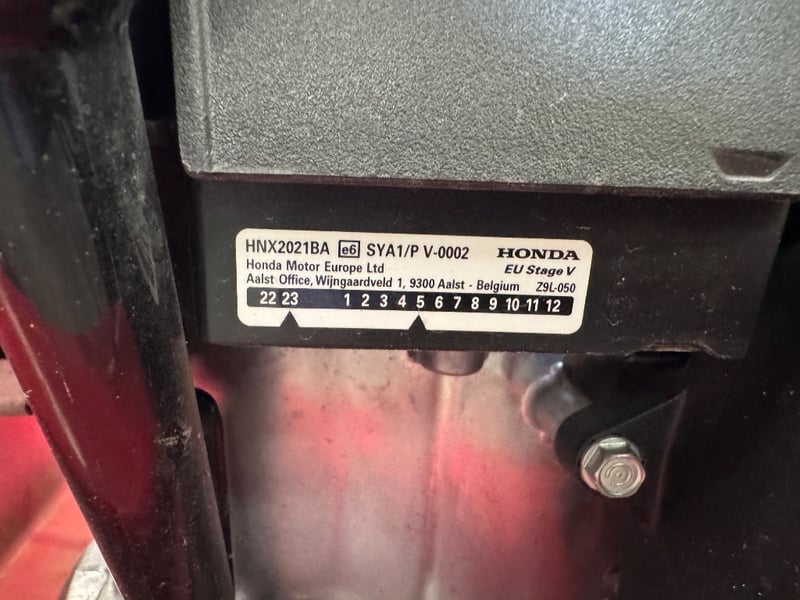 HNX2021BA e6 SYA1/P V-0002 HONDA
Honda Motor Europe Ltd EU Stage V
Aalst Office, Wijngaardveld 1, 9300 Aalst - Belgium Z9L-050
22 23 1 2 3 4 5 6 7 8 9 10 11 12